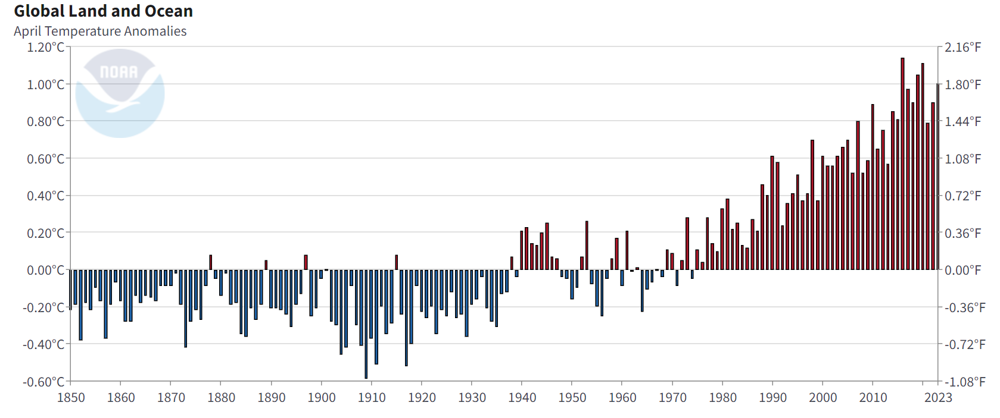 Global Land and Ocean
April Temperature Anomalies
NOAA
1.20°C 2.16°F
1.00°C 1.80°F
0.80°C 1.44°F
0.60°C 1.08°F
0.40°C 0.72°F
0.20°C 0.36°F
0.00°C 0.00°F
-0.20°C -0.36°F
-0.40°C -0.72°F
-0.60°C -1.08°F
1850 1860 1870 1880 1890 1900 1910 1920 1930 1940 1950 1960 1970 1980 1990 2000 2010 2023